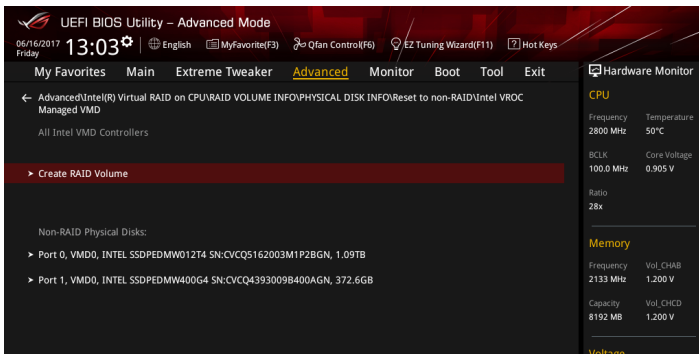 UEFI BIOS Utility – Advanced Mode
06/16/2017 Friday 13:03 English MyFavorite(F3) Qfan Control(F6) EZ Tuning Wizard(F11) ? Hot Keys
My Favorites Main Extreme Tweaker Advanced Monitor Boot Tool Exit
← Advanced\Intel(R) Virtual RAID on CPU\RAID VOLUME INFO\PHYSICAL DISK INFO\Reset to non-RAID\Intel VROC
Managed VMD
All Intel VMD Controllers
> Create RAID Volume
Non-RAID Physical Disks:
> Port 0, VMD0, INTEL SSDPEDMW012T4 SN:CVCQ5162003M1P2BGN, 1.09TB
> Port 1, VMD0, INTEL SSDPEDMW400G4 SN:CVCQ4393009B400AGN, 372.6GB
Hardware Monitor
CPU
Frequency Temperature
2800 MHz 50°C
BCLK Core Voltage
100.0 MHz 0.905 V
Ratio
28x
Memory
Frequency Vol_CHAB
2133 MHz 1.200 V
Capacity Vol_CHCD
8192 MB 1.200 V
Voltage